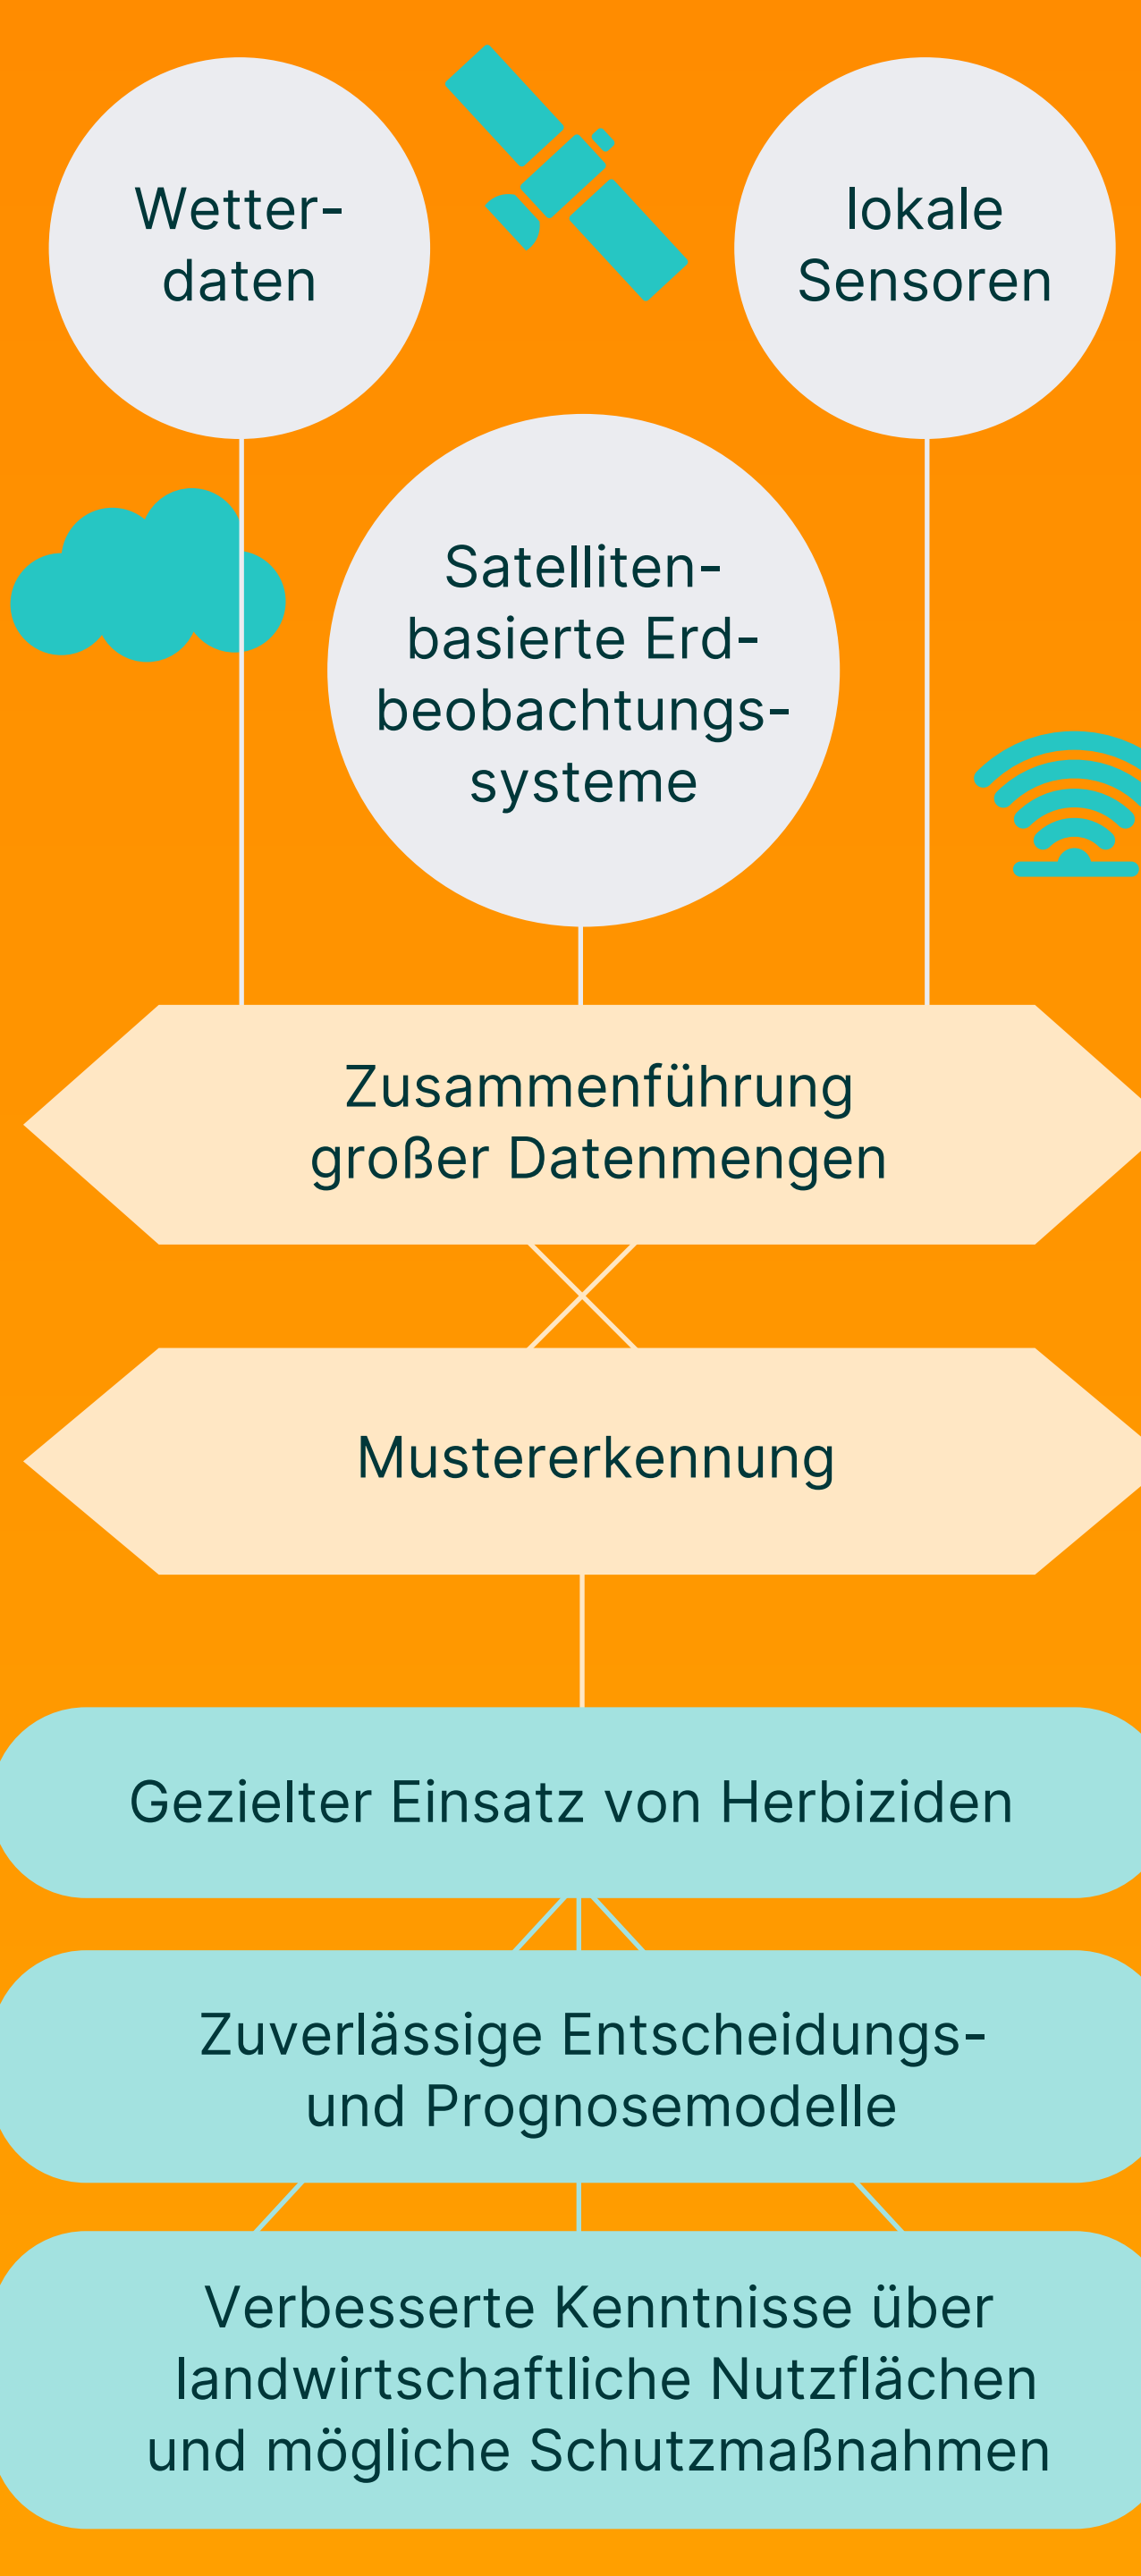 Wetter-
daten
lokale
Sensoren
Satelliten-
basierte Erd-
beobachtungs-
systeme
Zusammenführung
großer Datenmengen
Mustererkennung
Gezielter Einsatz von Herbiziden
Zuverlässige Entscheidungs-
und Prognosemodelle
Verbesserte Kenntnisse über
landwirtschaftliche Nutzflächen
und mögliche Schutzmaßnahmen